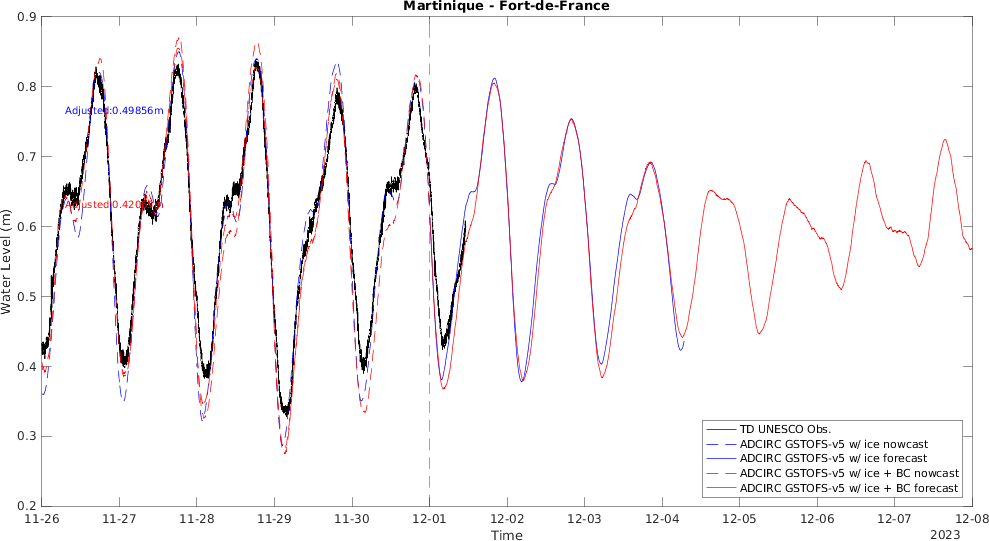 Martinique - Fort-de-France
0.9
0.8
0.7
0.6
0.5
0.4
0.3
0.2
Water Level (m)
Adjusted:0.49856m
11-26
11-27
11-28
11-29
11-30
12-01
12-02
12-03
12-04
12-05
12-06
12-07
12-08
Time
2023
TD UNESCO Obs.
ADCIRC GSTOFS-v5 w/ ice nowcast
ADCIRC GSTOFS-v5 w/ ice forecast
ADCIRC GSTOFS-v5 w/ ice + BC nowcast
ADCIRC GSTOFS-v5 w/ ice + BC forecast